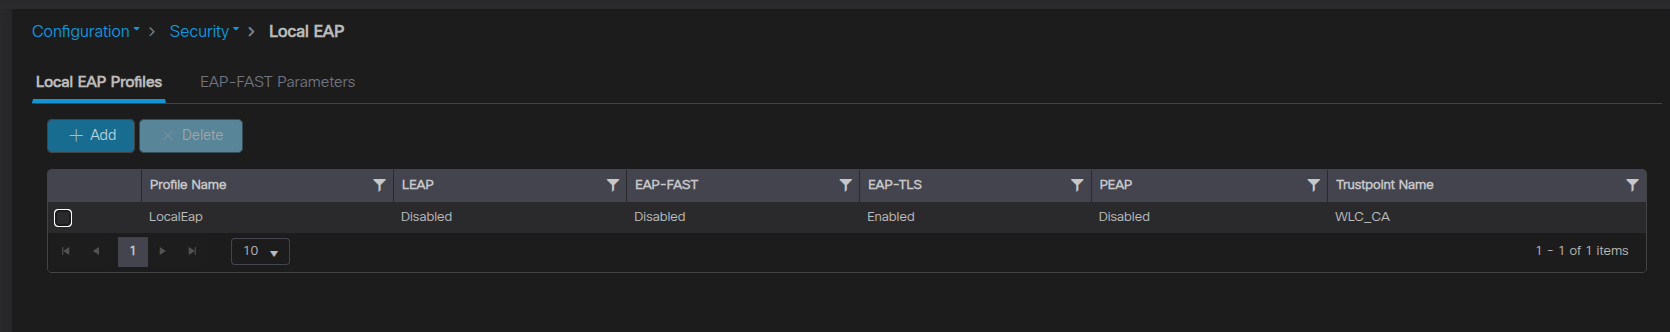 Configuration > Security > Local EAP
Local EAP Profiles EAP-FAST Parameters
+ Add × Delete
Profile Name LEAP EAP-FAST EAP-TLS PEAP Trustpoint Name
LocalEap Disabled Disabled Enabled Disabled WLC_CA
1 10 1 - 1 of 1 items